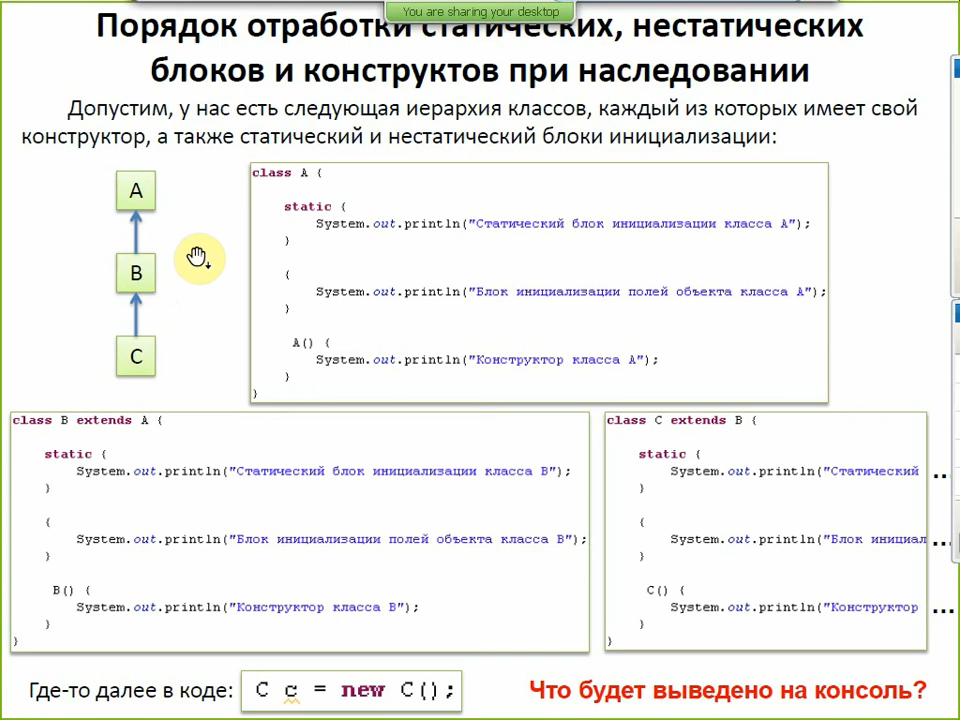 You are sharing your desktop
Порядок отработки статических, нестатических
блоков и конструктов при наследовании
Допустим, у нас есть следующая иерархия классов, каждый из которых имеет свой
конструктор, а также статический и нестатический блоки инициализации:
A
B
C
class A {
static {
System.out.println("Статический блок инициализации класса A");
}
{
System.out.println("Блок инициализации полей объекта класса A");
}
A() {
System.out.println("Конструктор класса A");
}
}
class B extends A {
static {
System.out.println("Статический блок инициализации класса B");
}
{
System.out.println("Блок инициализации полей объекта класса B");
}
B() {
System.out.println("Конструктор класса B");
}
}
class C extends B {
static {
System.out.println("Статический ...
}
{
System.out.println("Блок инициал ...
}
C() {
System.out.println("Конструктор ...
}
}
Где-то далее в коде: C c = new C();
Что будет выведено на консоль?